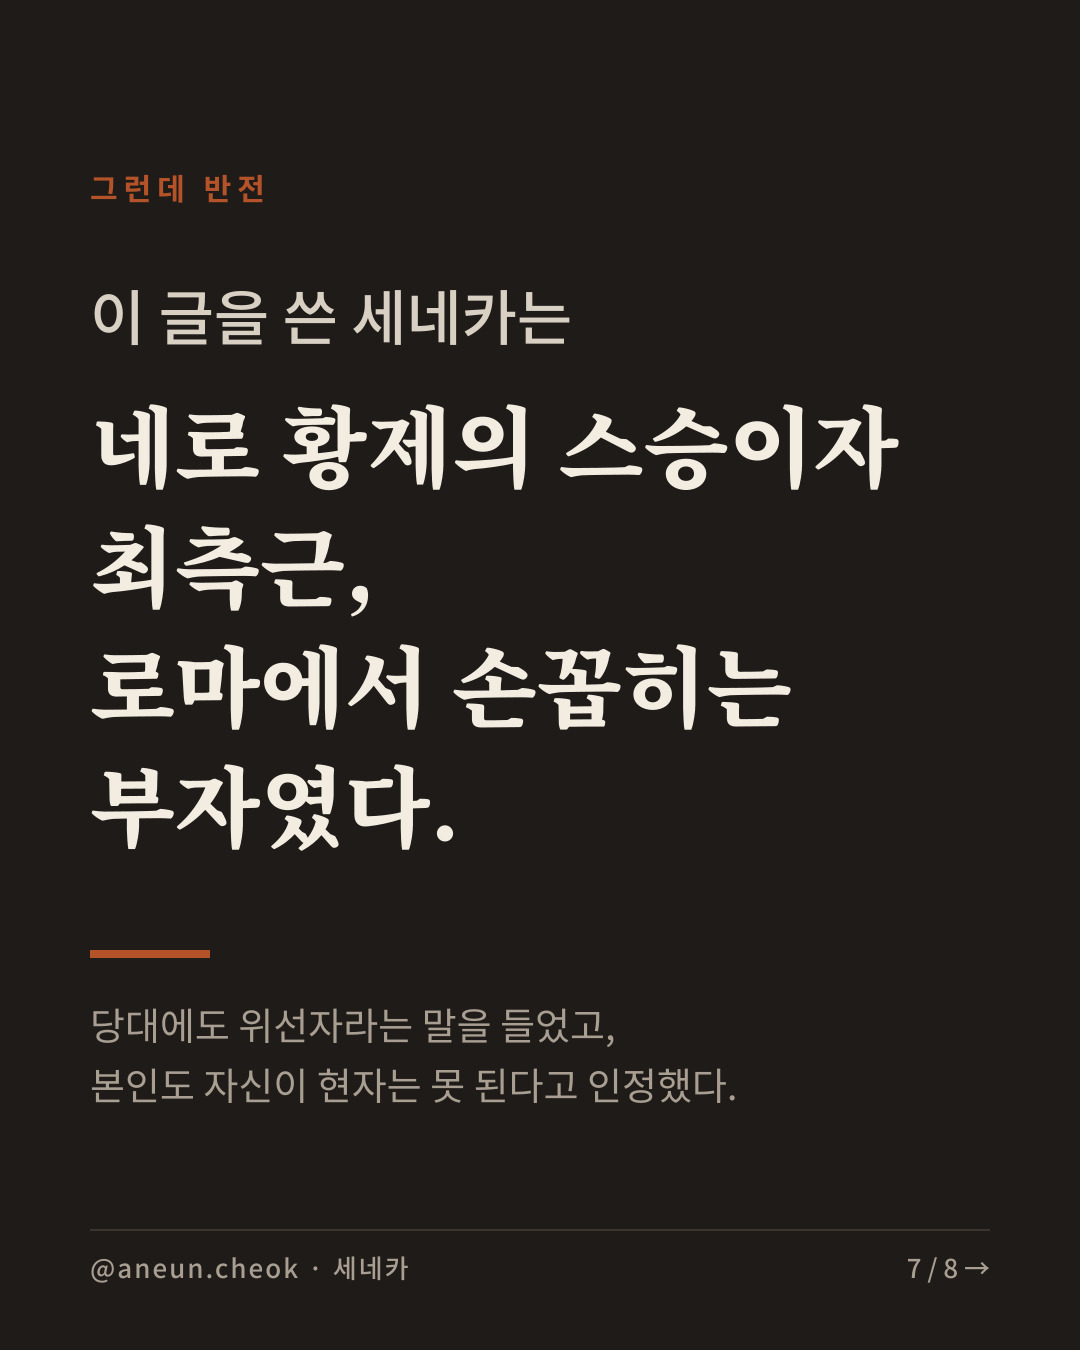 그런데 반전
이 글을 쓴 세네카는
네로 황제의 스승이자
최측근,
로마에서 손꼽히는
부자였다.
당대에도 위선자라는 말을 들었고,
본인도 자신이 현자는 못 된다고 인정했다.
@aneun.cheok · 세네카
7 / 8 →